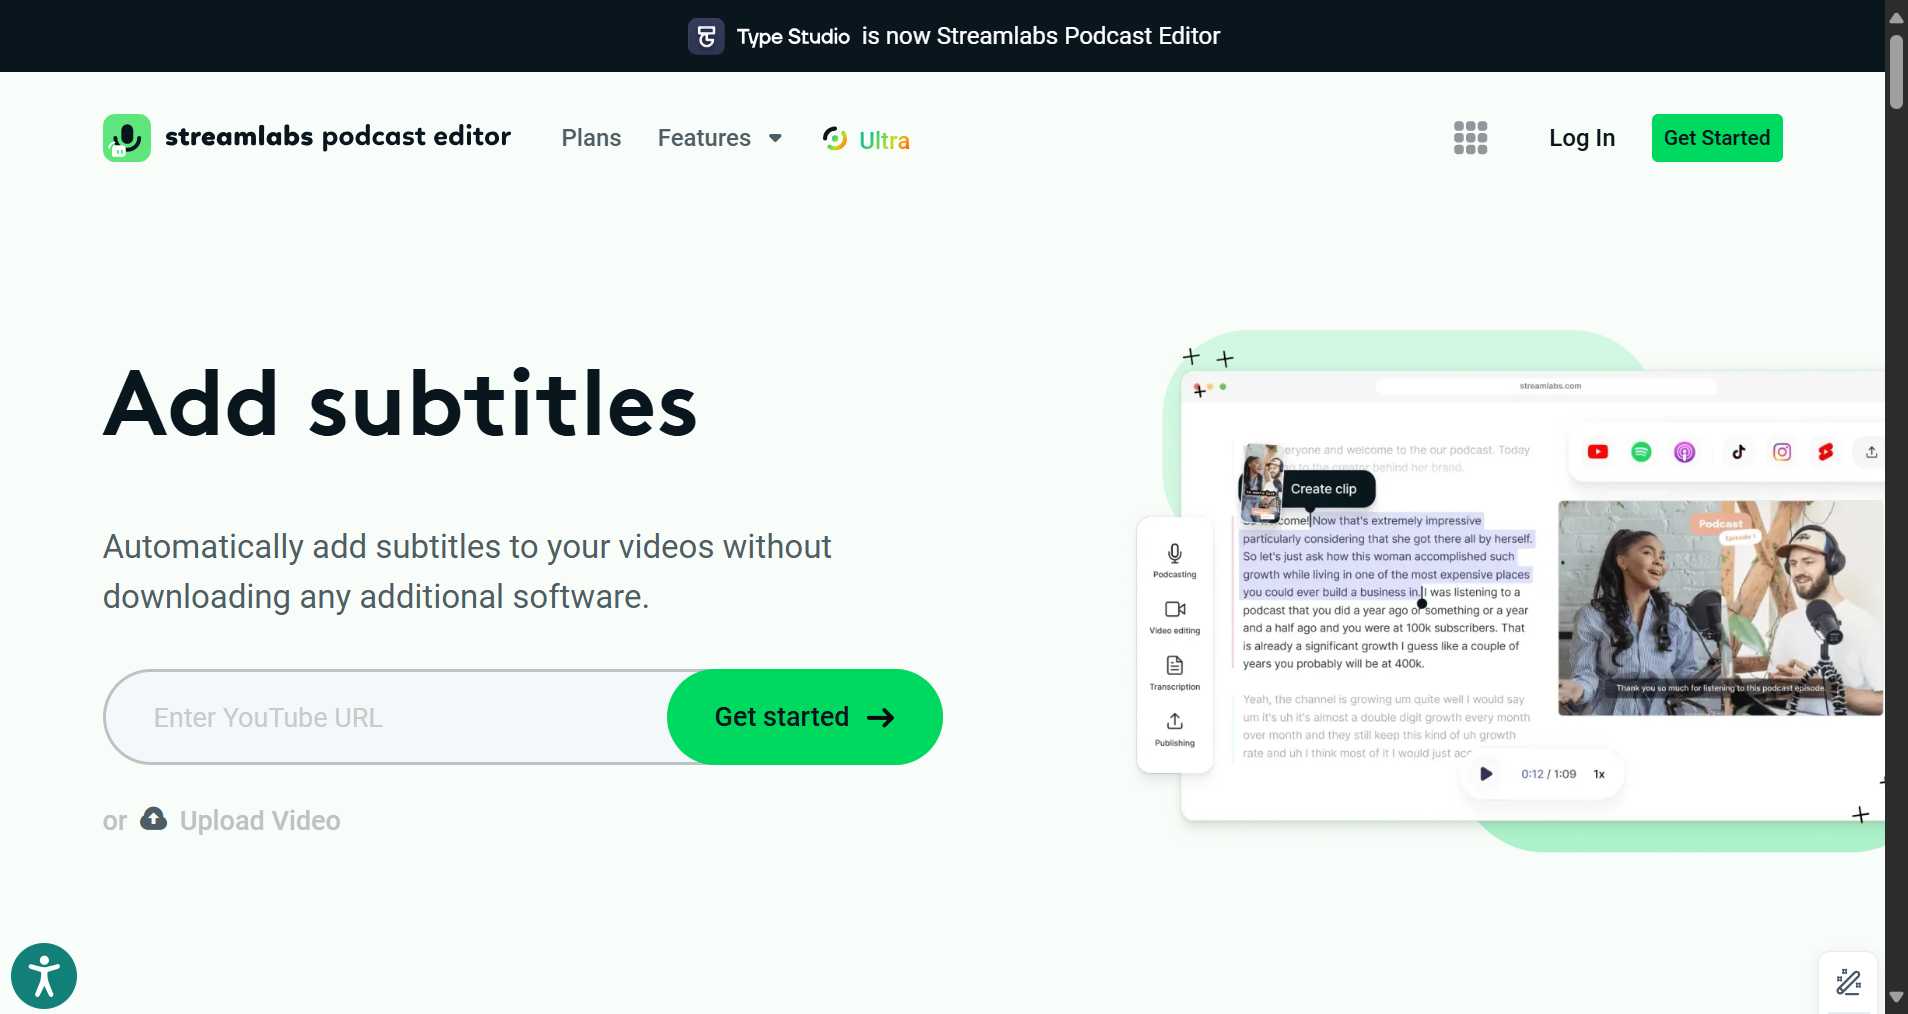 Type Studio is now Streamlabs Podcast Editor
streamlabs podcast editor
Plans
Features
Ultra
Log In
Get Started
Add subtitles
Automatically add subtitles to your videos without
downloading any additional software.
Enter YouTube URL
Get started
or Upload Video
streamlabs.com
eryone and welcome to the our podcast. Today
to the creator behind her brand.
Create clip
come! Now that's extremely impressive
particularly considering that she got there all by herself.
So let's just ask how this woman accomplished such
growth while living in one of the most expensive places
you could ever build a business in. I was listening to a
podcast that you did a year ago or something or a year
and a half ago and you were at 100k subscribers. That
is already a significant growth I guess like a couple of
years you probably will be at 400k.
Yeah, the channel is growing um quite well I would say
um it's uh it's almost a double digit growth every month
over month and they still keep this kind of uh growth
rate and uh I think most of it I would just acc
Podcasting
Video editing
Transcription
Publishing
Podcast
Episode 1
Thank you so much for listening to this podcast episode
0:12 / 1:09
1x